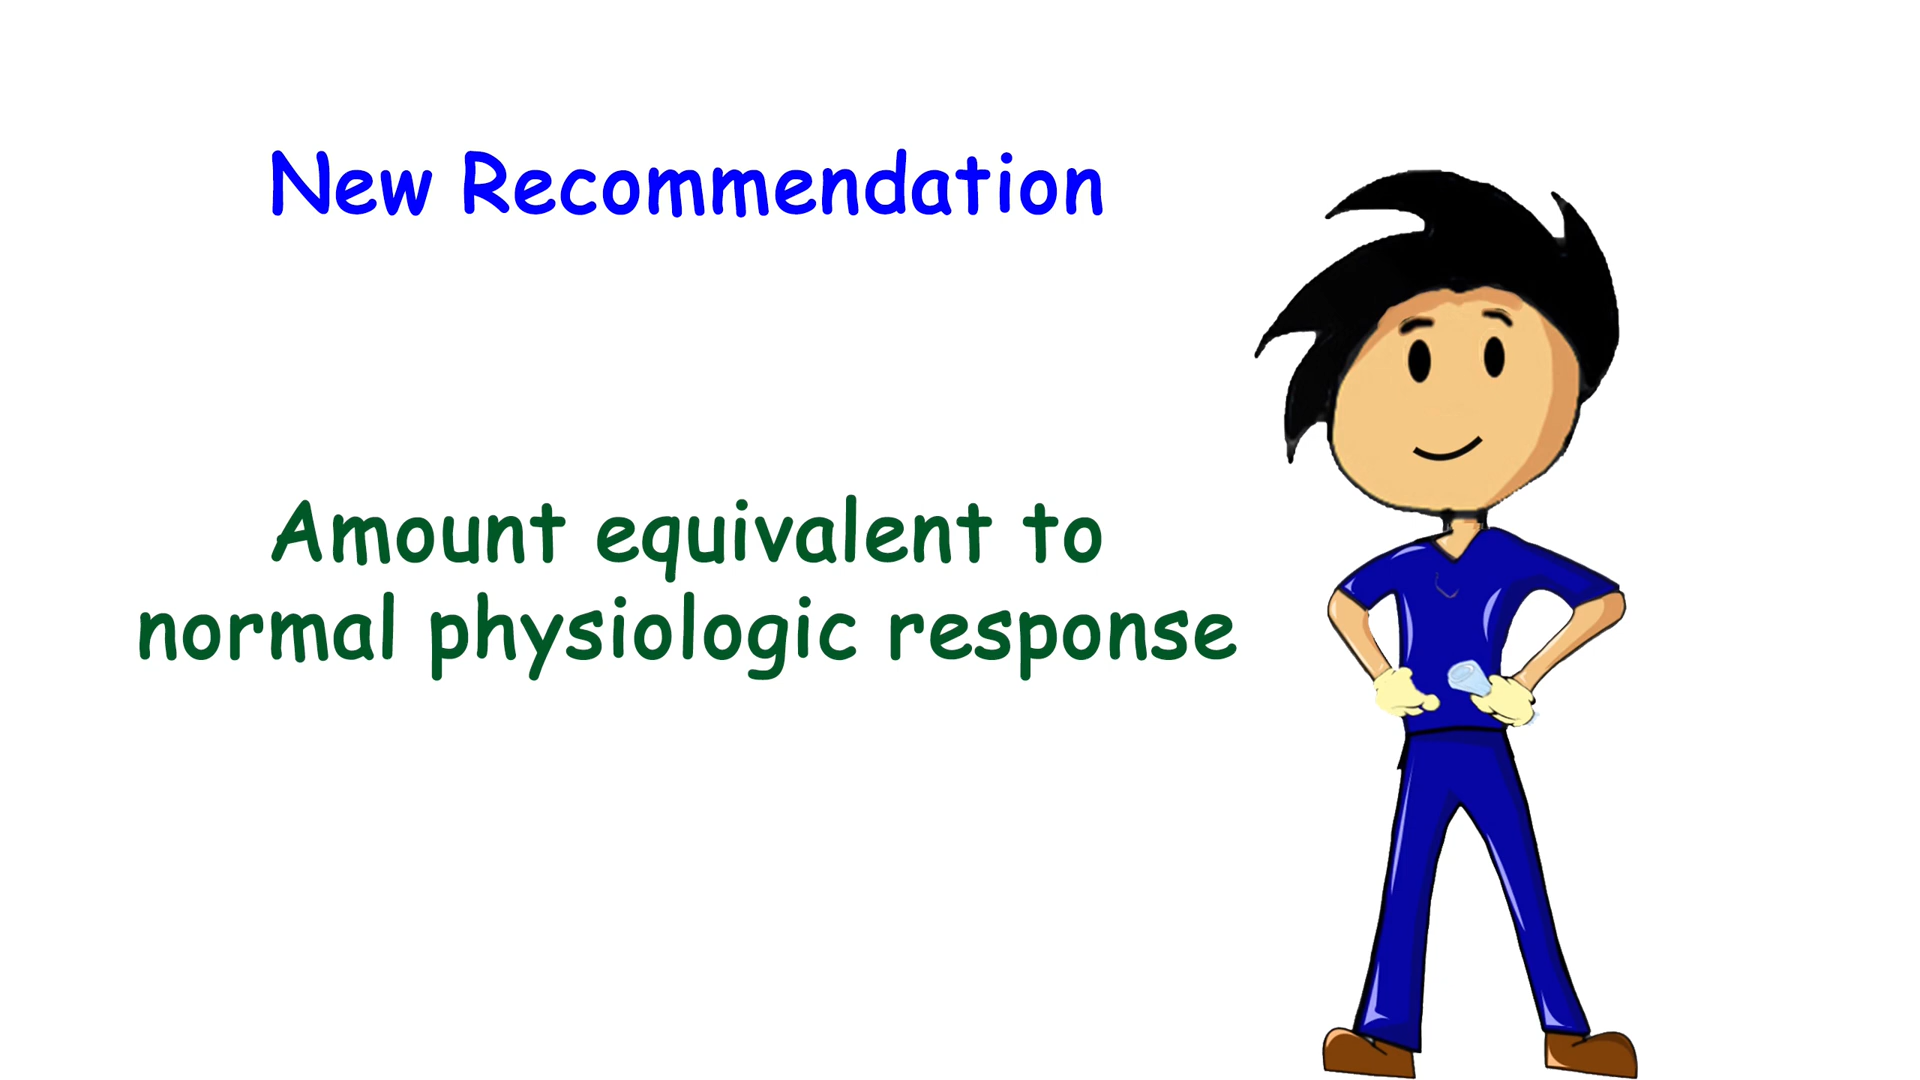 New Recommendation
Amount equivalent to
normal physiologic response